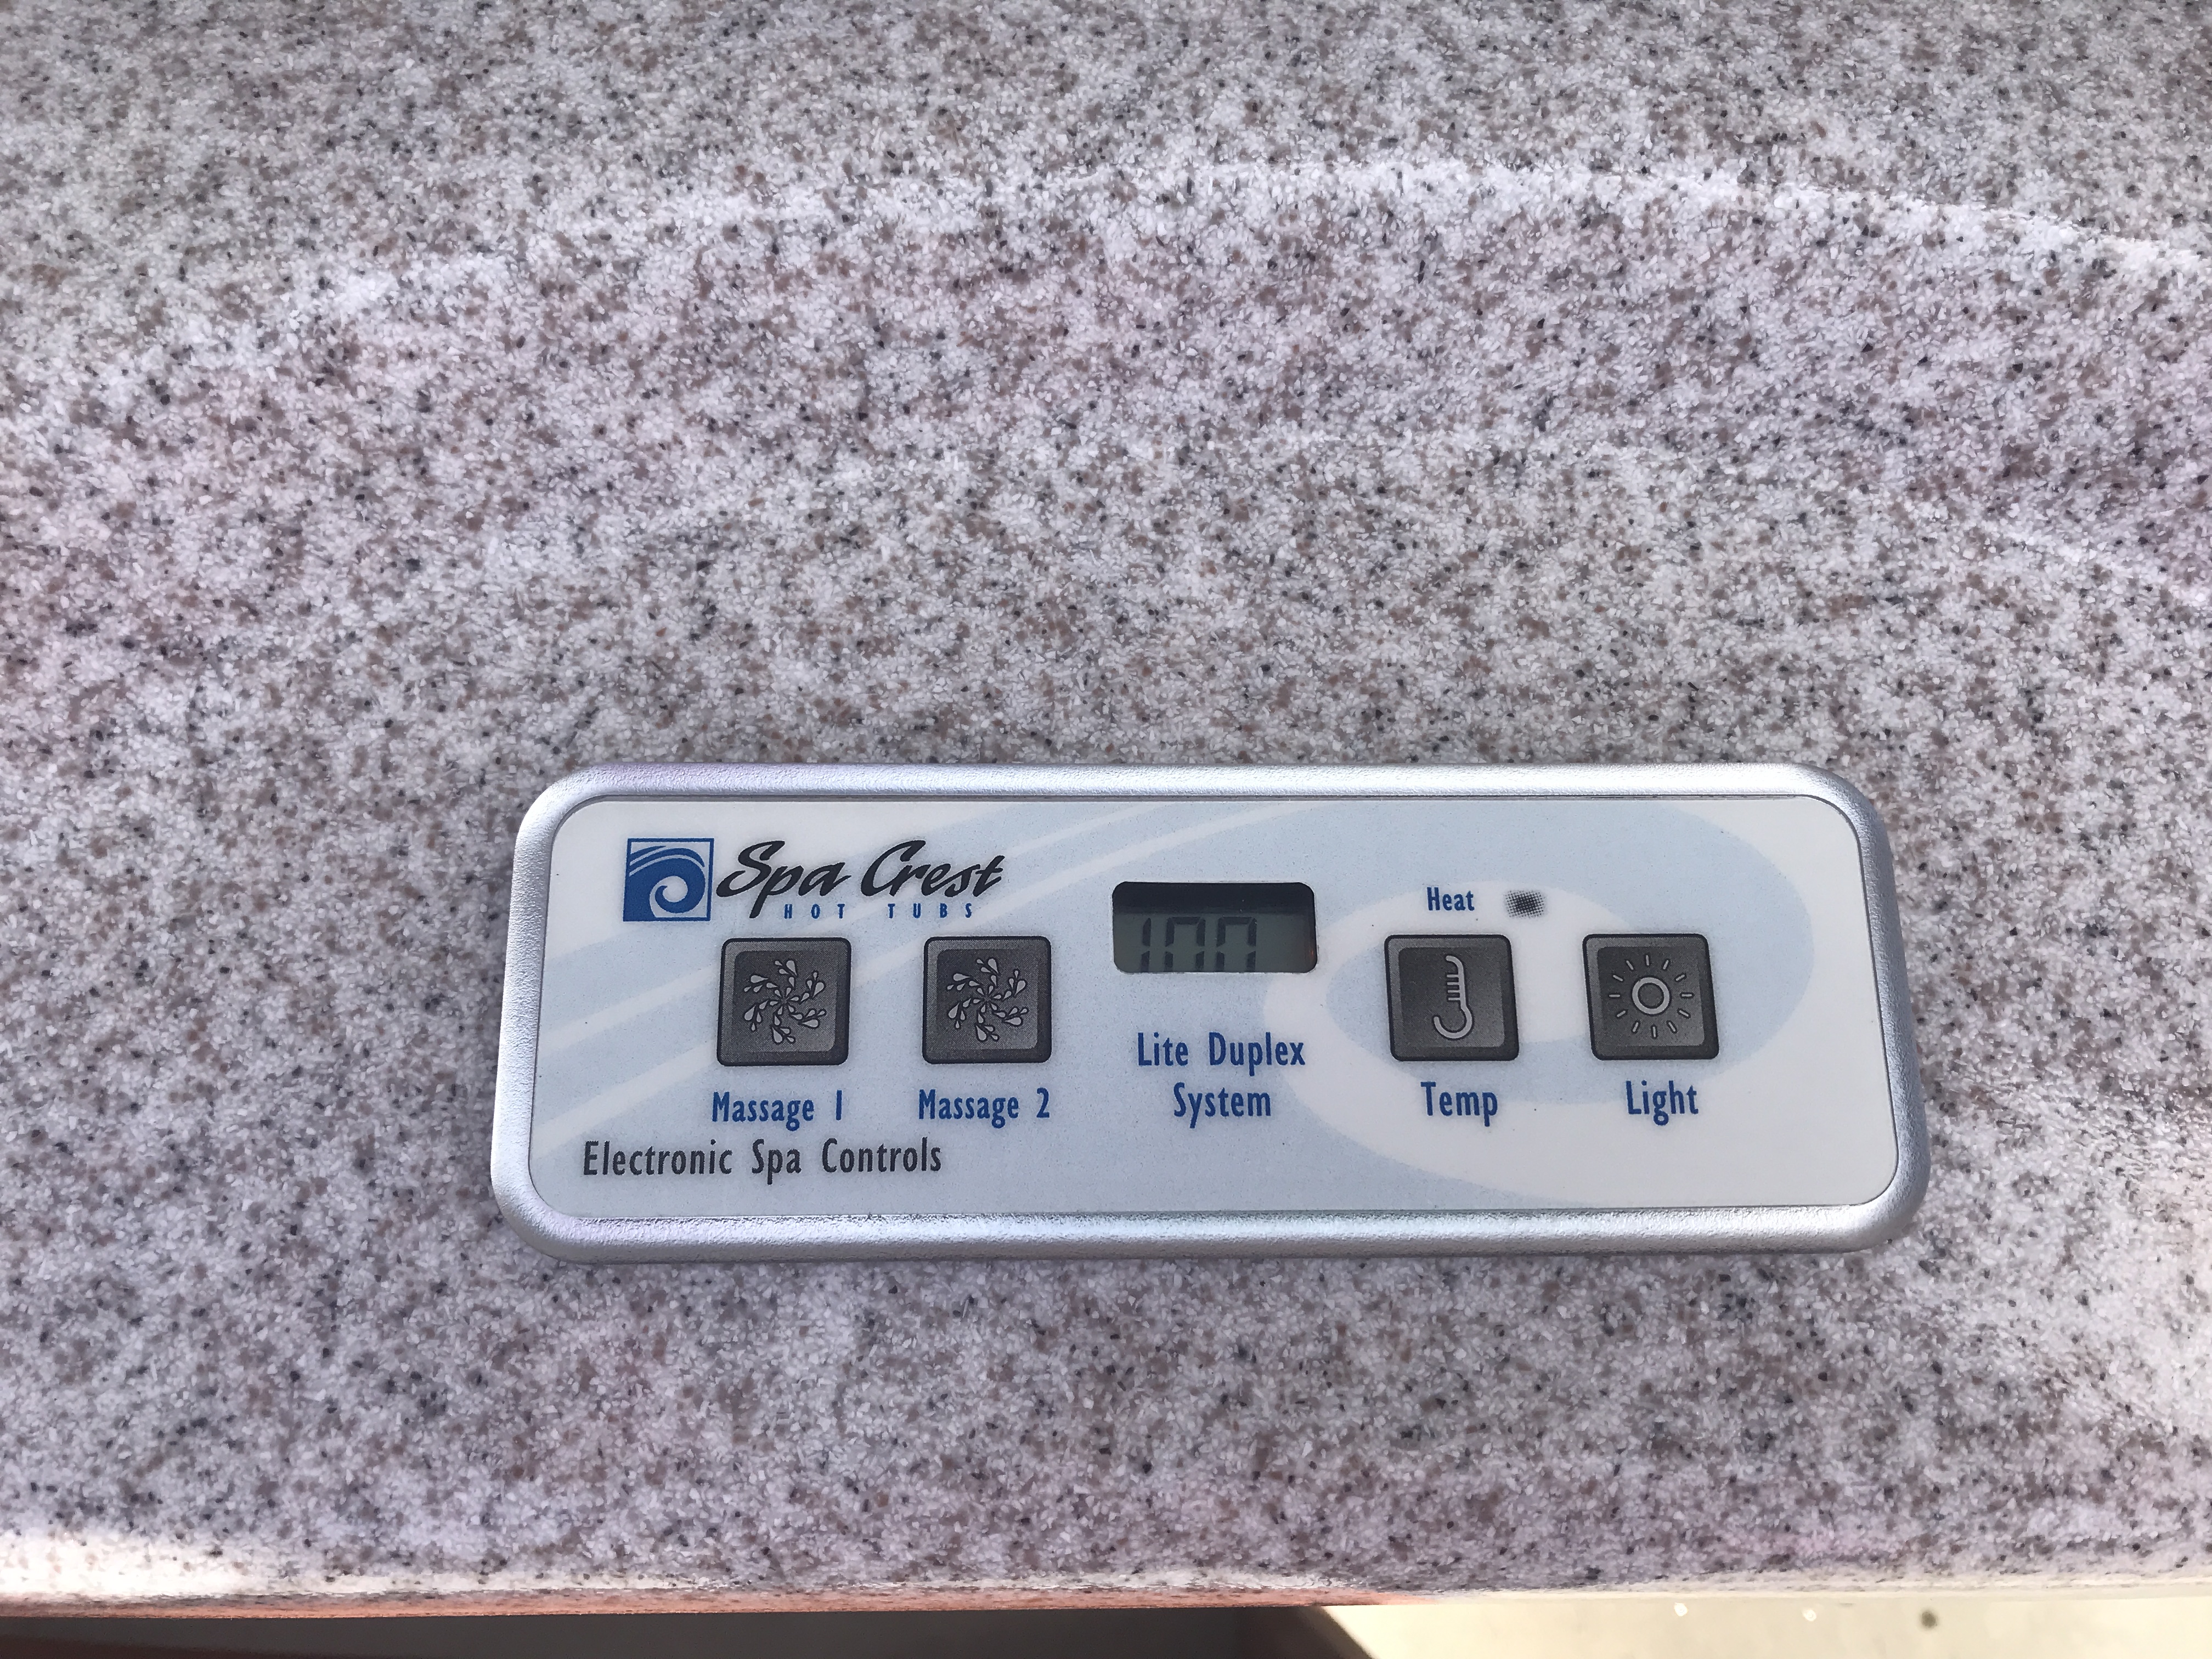 Spa Crest
HOT TUBS
100
Heat
Massage 1
Massage 2
Lite Duplex
System
Temp
Light
Electronic Spa Controls